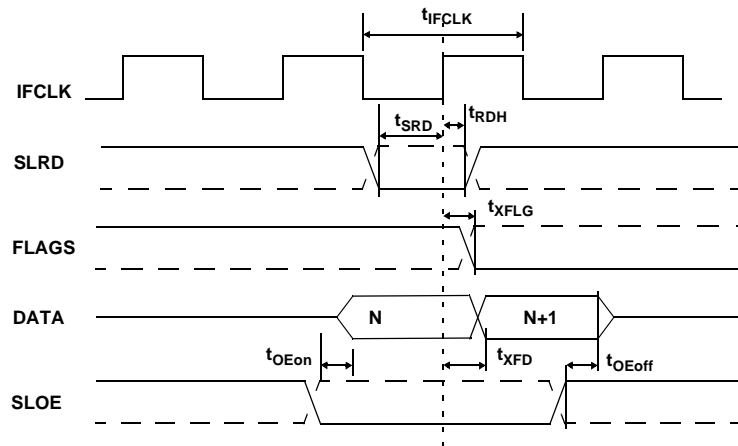 tIFCLK
IFCLK
tSRD
tRDH
SLRD
tXFLG
FLAGS
DATA
N
N+1
tOEon
tXFD
tOEoff
SLOE